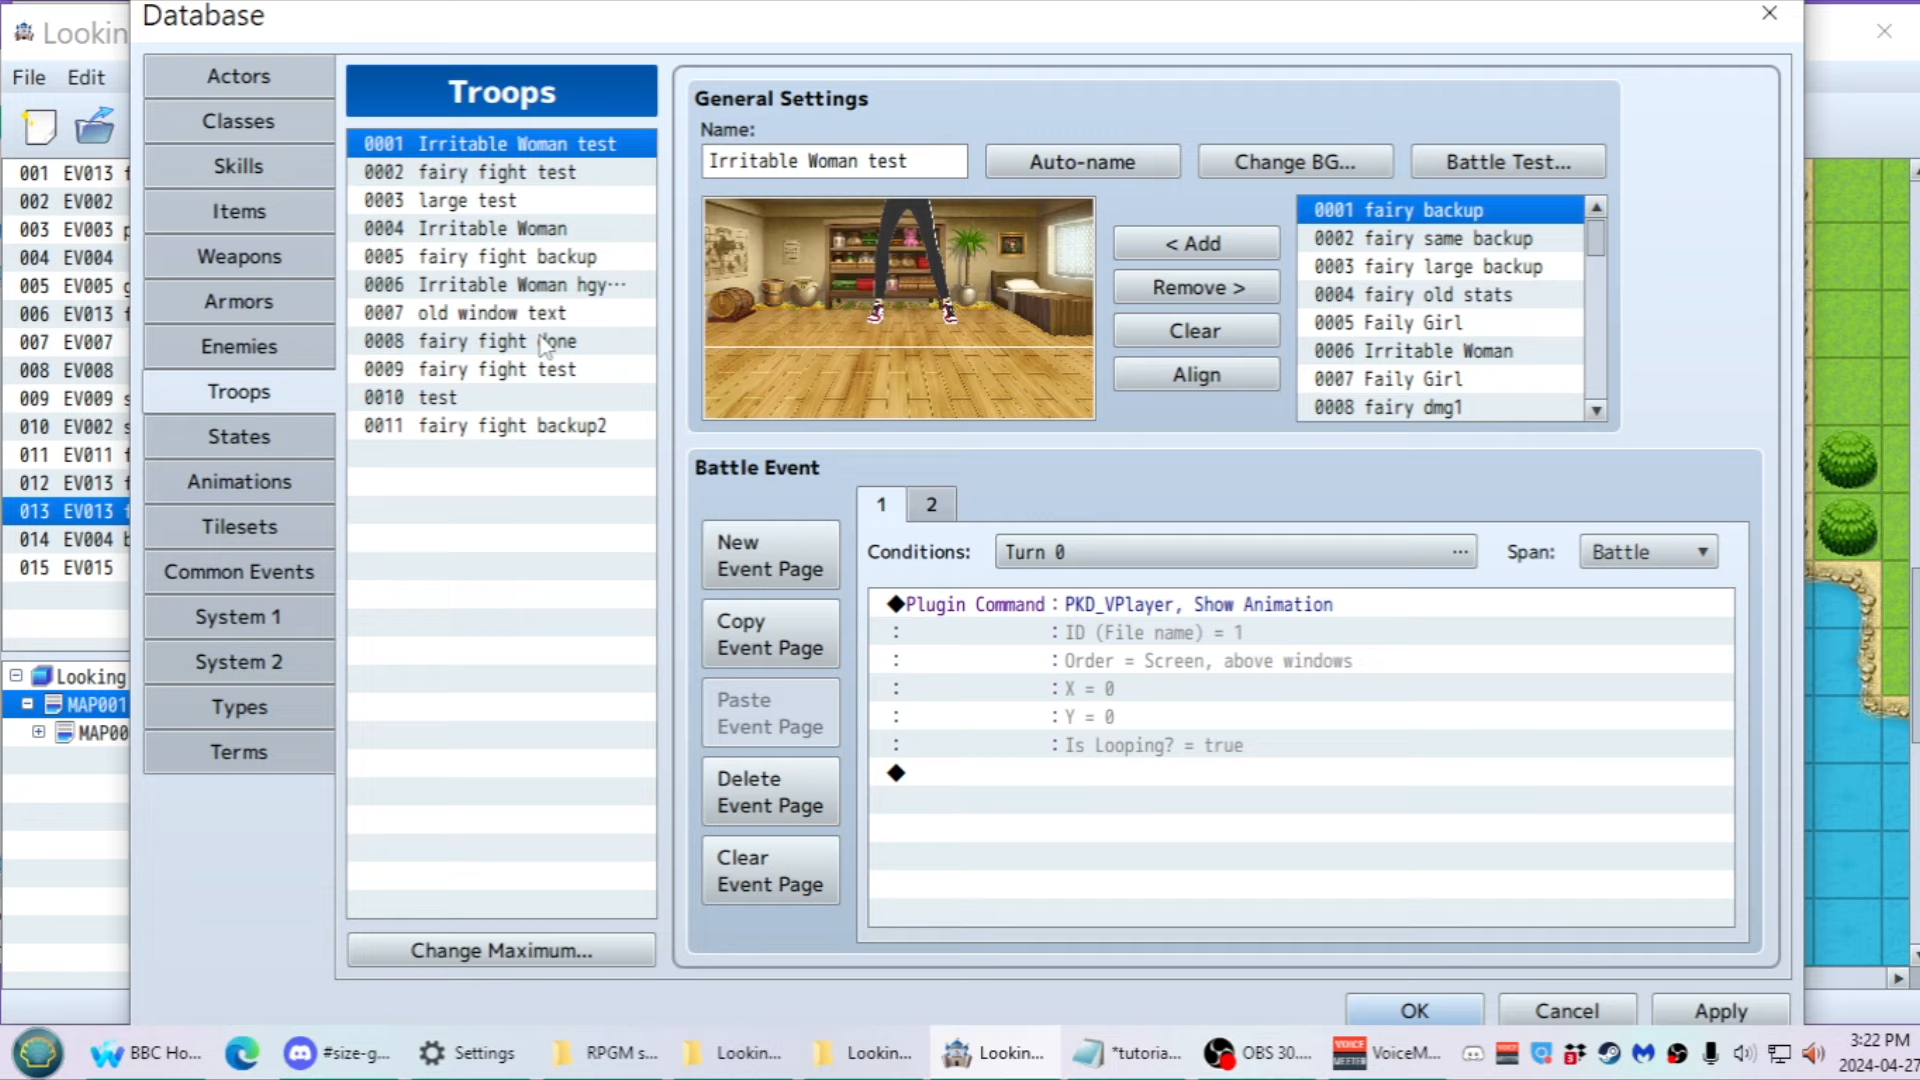 Database
Lookin
File Edit
001 EV013 f
002 EV002
003 EV003 p
004 EV004
005 EV005 g
006 EV013 f
007 EV007
008 EV008
009 EV009 s
010 EV002 s
011 EV011 f
012 EV013 f
013 EV013 f
014 EV004 b
015 EV015
Looking
MAP001
MAP00
Actors
Classes
Skills
Items
Weapons
Armors
Enemies
Troops
States
Animations
Tilesets
Common Events
System 1
System 2
Types
Terms
Troops
0001 Irritable Woman test
0002 fairy fight test
0003 large test
0004 Irritable Woman
0005 fairy fight backup
0006 Irritable Woman hgy…
0007 old window text
0008 fairy fight done
0009 fairy fight test
0010 test
0011 fairy fight backup2
Change Maximum...
General Settings
Name:
Irritable Woman test
Auto-name
Change BG...
Battle Test...
< Add
Remove >
Clear
Align
0001 fairy backup
0002 fairy same backup
0003 fairy large backup
0004 fairy old stats
0005 Faily Girl
0006 Irritable Woman
0007 Faily Girl
0008 fairy dmg1
Battle Event
New
Event Page
Copy
Event Page
Paste
Event Page
Delete
Event Page
Clear
Event Page
1 2
Conditions: Turn 0 ... Span: Battle
◆Plugin Command：PKD_VPlayer, Show Animation
： ：ID (File name) = 1
： ：Order = Screen, above windows
： ：X = 0
： ：Y = 0
： ：Is Looping? = true
◆
OK Cancel Apply
BBC Ho... #size-g... Settings RPGM s... Lookin... Lookin... Lookin... *tutoria... OBS 30.... VoiceM...
VOICE
3:22 PM
2024-04-27